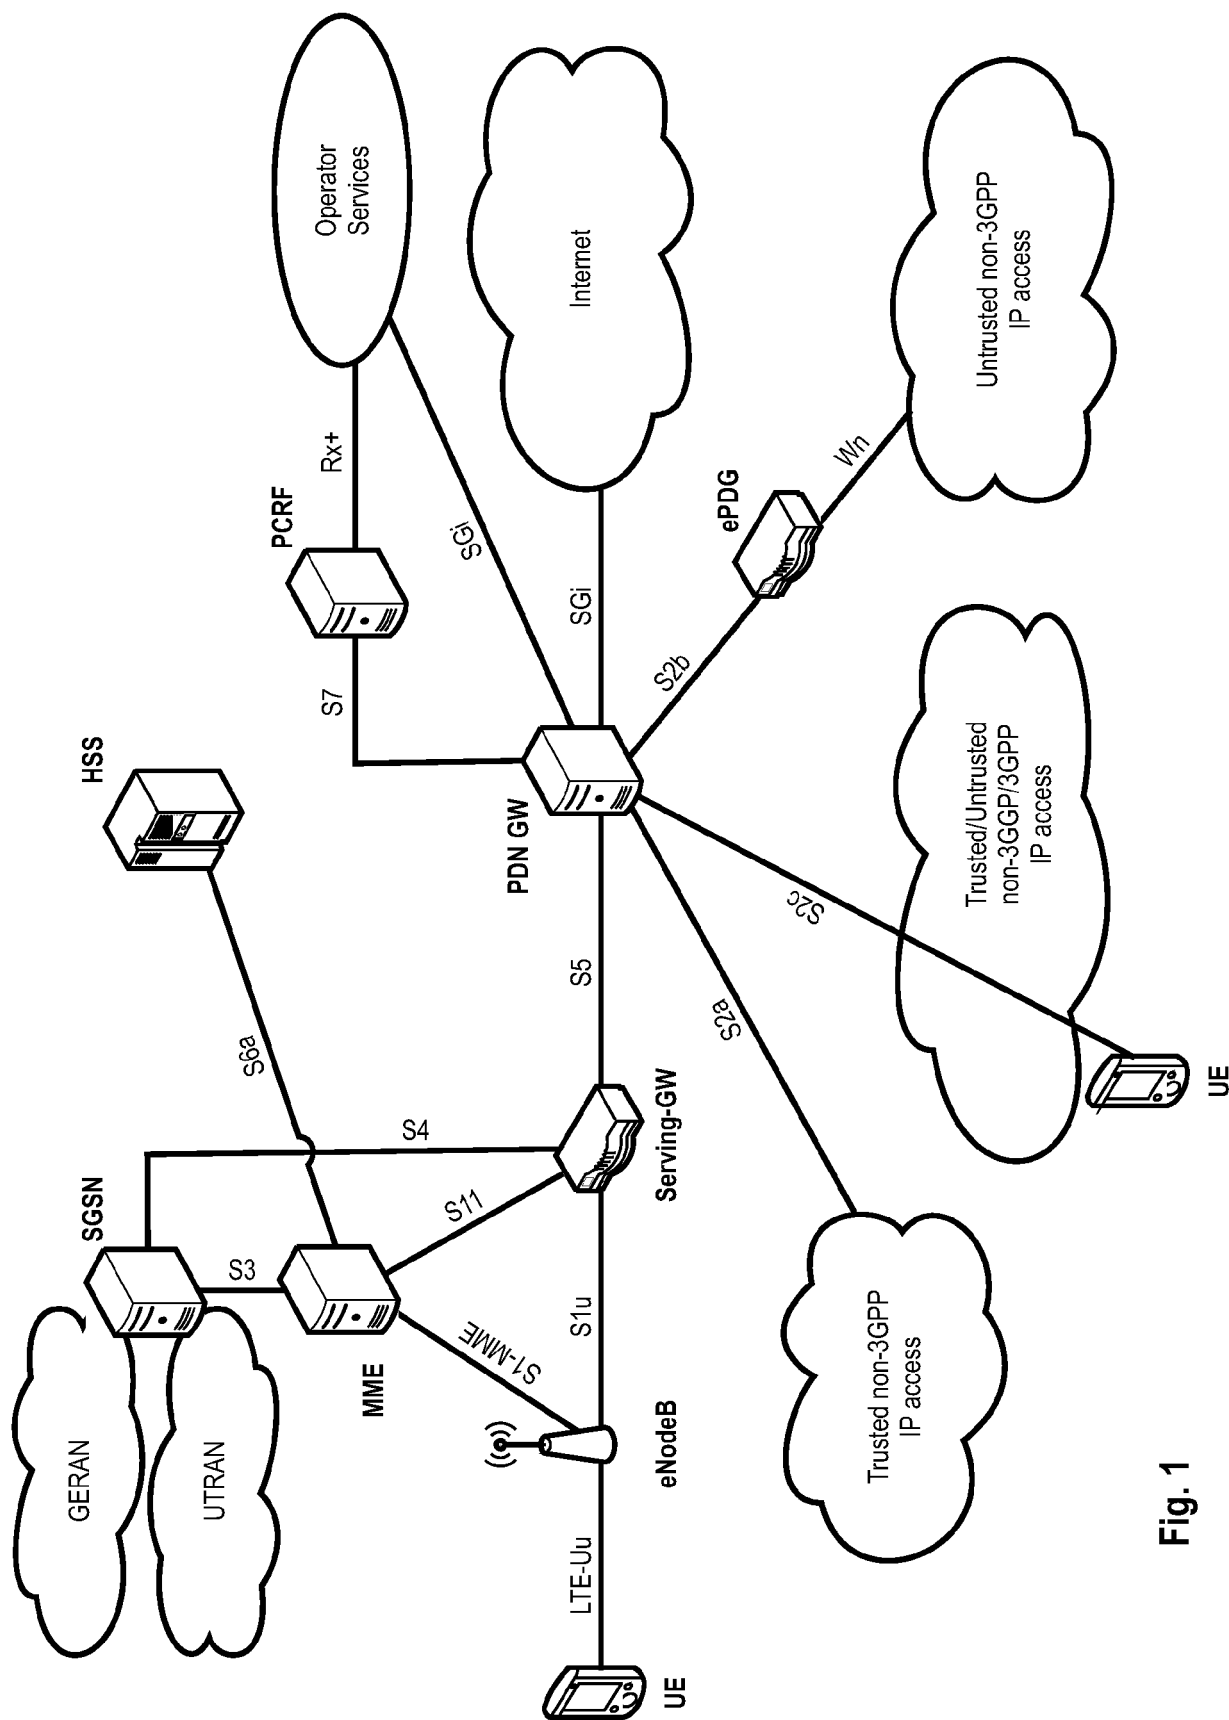 GERAN
UTRAN
SGSN
HSS
S3
S6a
S4
S7
PCRF
Rx+
Operator
Services
MME
S11
S1-MME
SGi
eNodeB
LTE-Uu
UE
S1u
Serving-GW
S5
PDN GW
SGi
Internet
S2a
S2c
S2b
ePDG
Wn
Trusted non-3GPP
IP access
Trusted/Untrusted
non-3GGP/3GPP
IP access
Untrusted non-3GPP
IP access
UE
Fig. 1